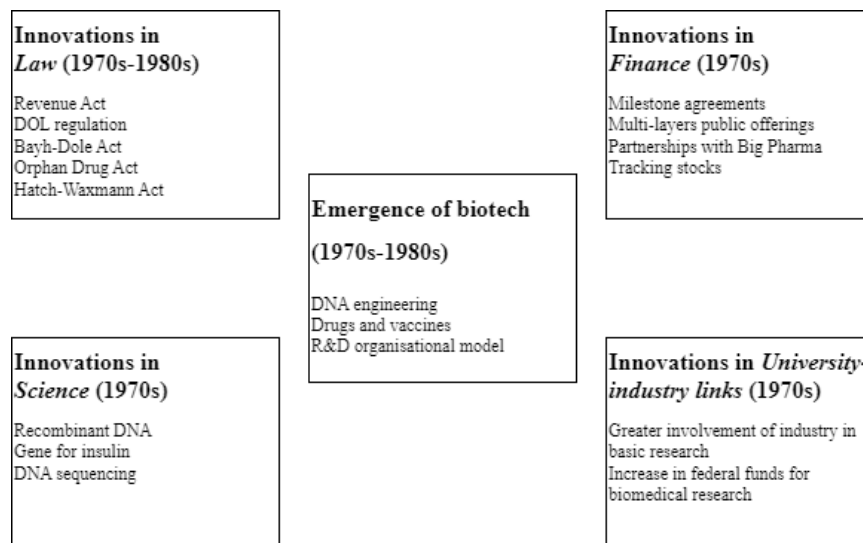 Innovations in
Law (1970s-1980s)
Revenue Act
DOL regulation
Bayh-Dole Act
Orphan Drug Act
Hatch-Waxmann Act
Innovations in
Finance (1970s)
Milestone agreements
Multi-layers public offerings
Partnerships with Big Pharma
Tracking stocks
Emergence of biotech
(1970s-1980s)
DNA engineering
Drugs and vaccines
R&D organisational model
Innovations in
Science (1970s)
Recombinant DNA
Gene for insulin
DNA sequencing
Innovations in University-
industry links (1970s)
Greater involvement of industry in
basic research
Increase in federal funds for
biomedical research